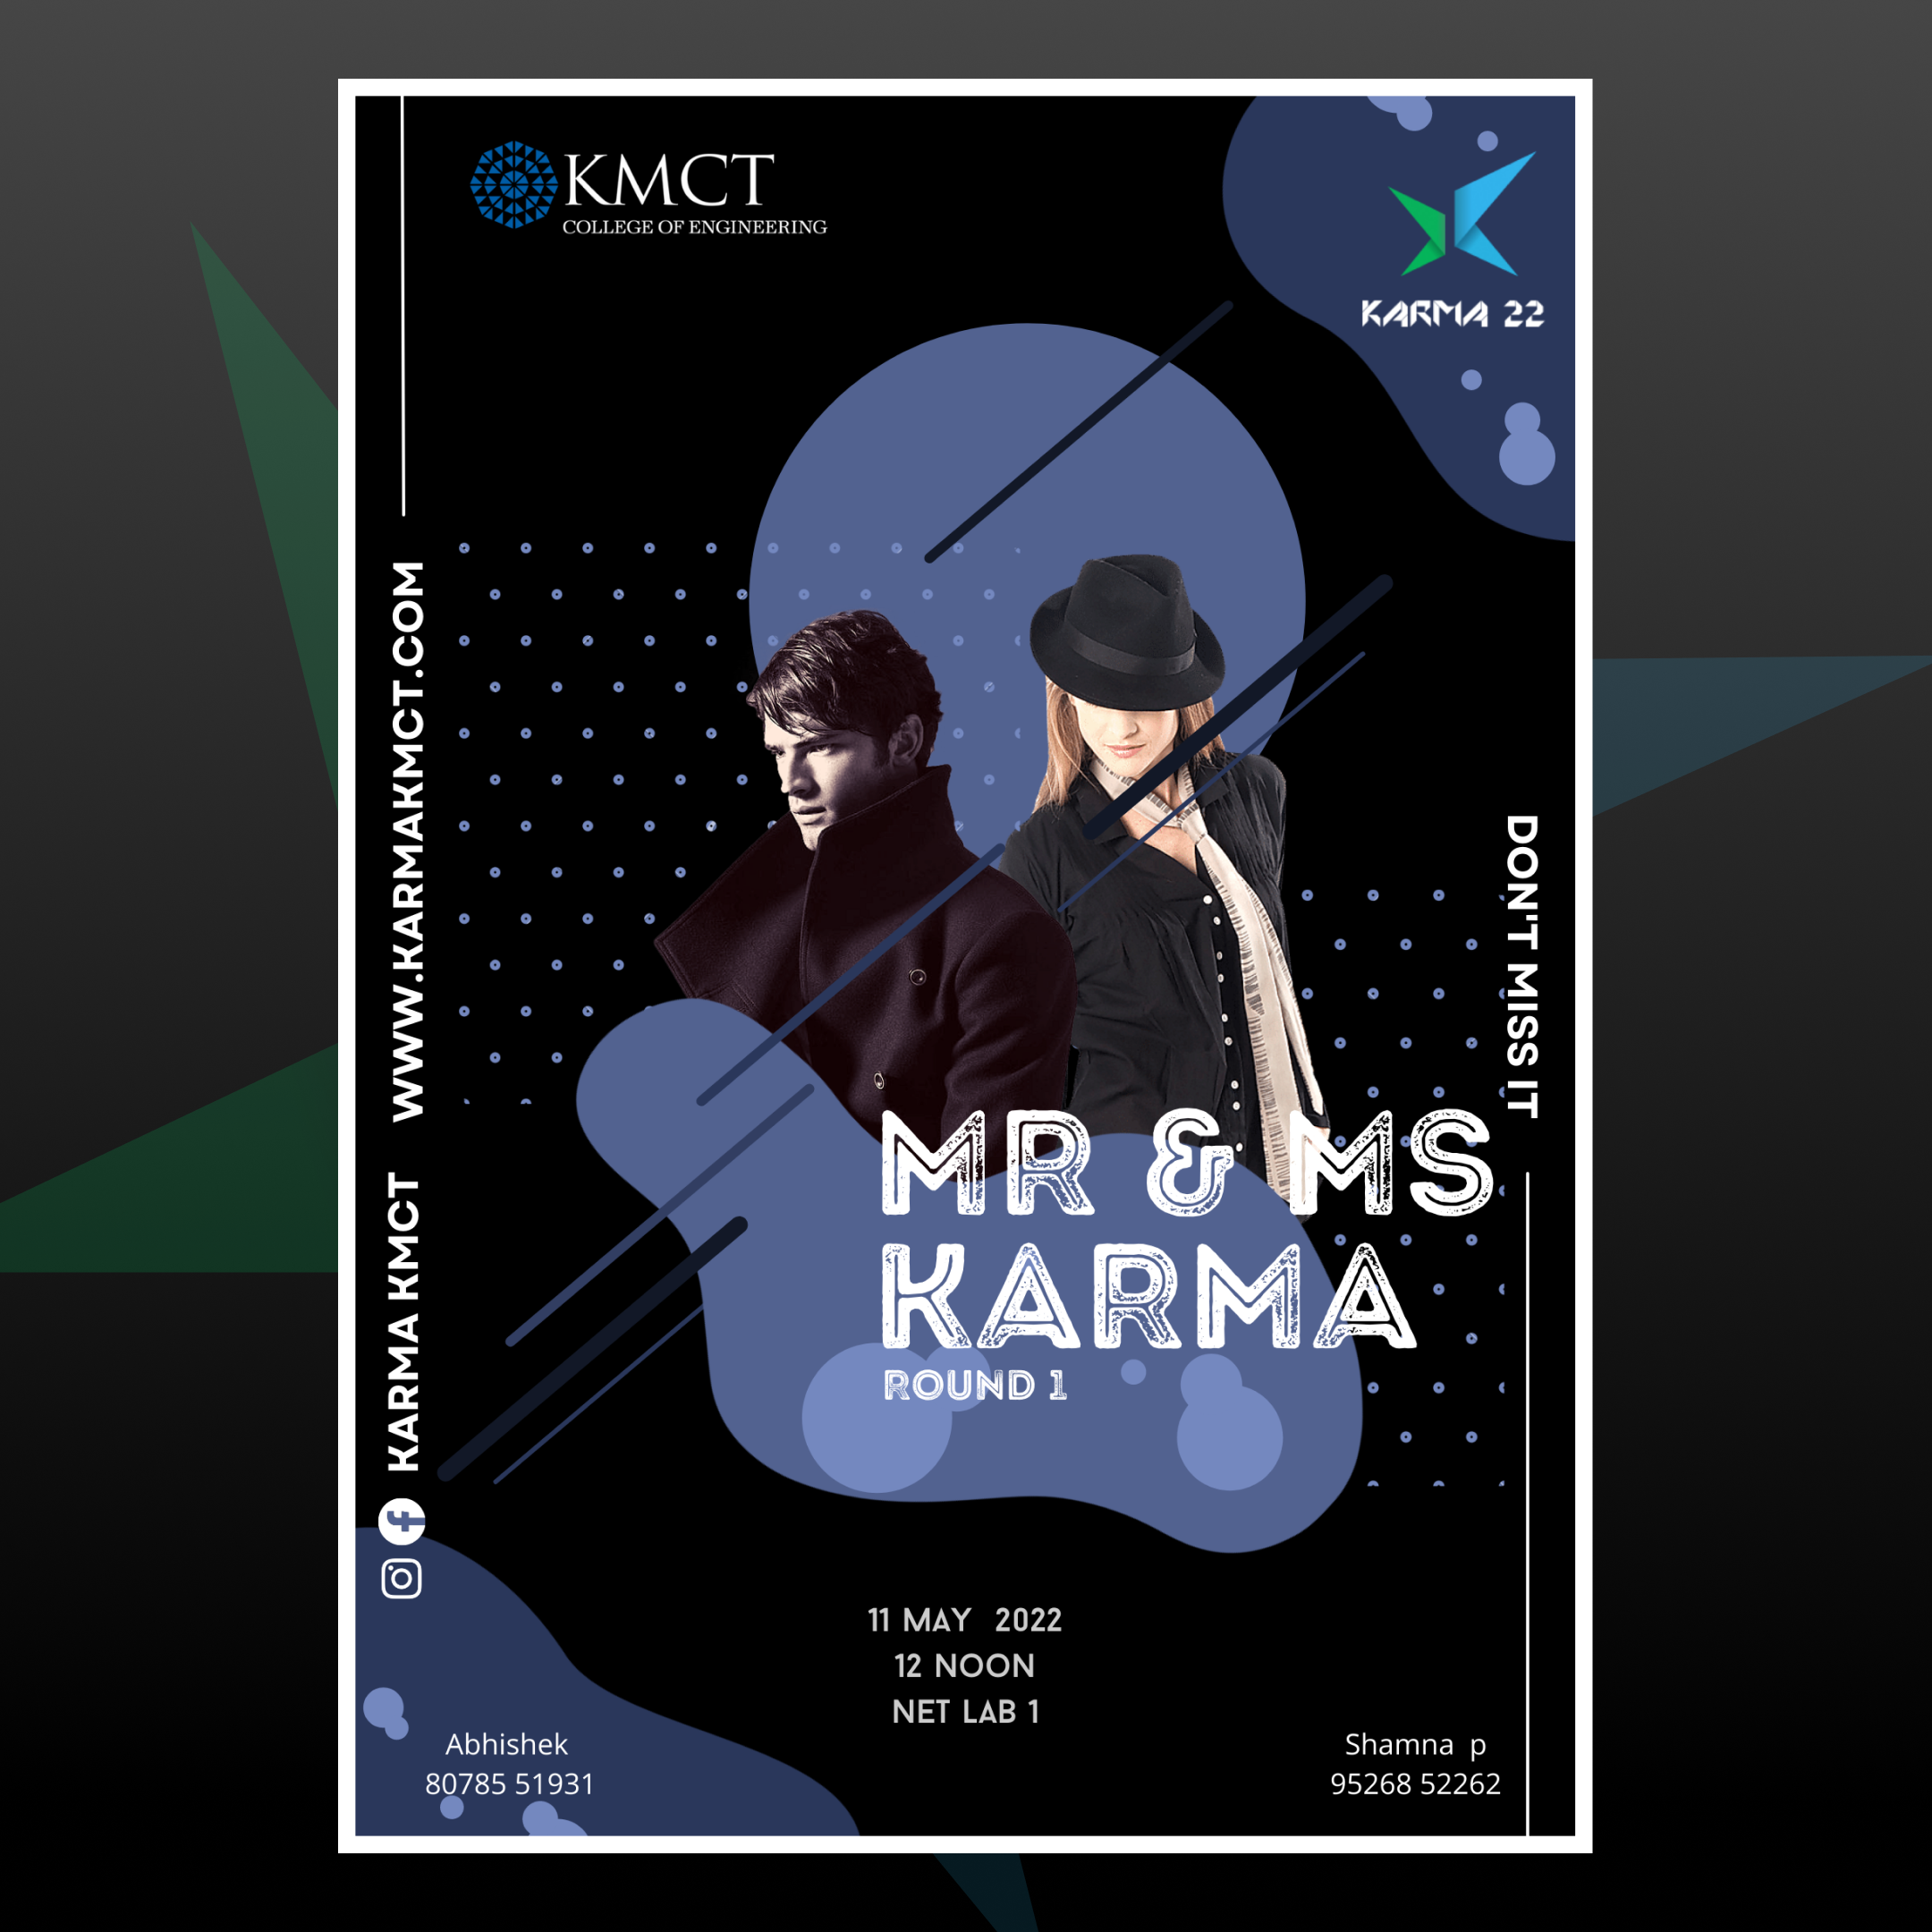 KMCT
COLLEGE OF ENGINEERING
KARMA 22
WWW.KARMAKMCT.COM
KARMA KMCT
DON'T MISS IT
MR & MS
KARMA
ROUND 1
11 MAY 2022
12 NOON
NET LAB 1
Abhishek
80785 51931
Shamna p
95268 52262